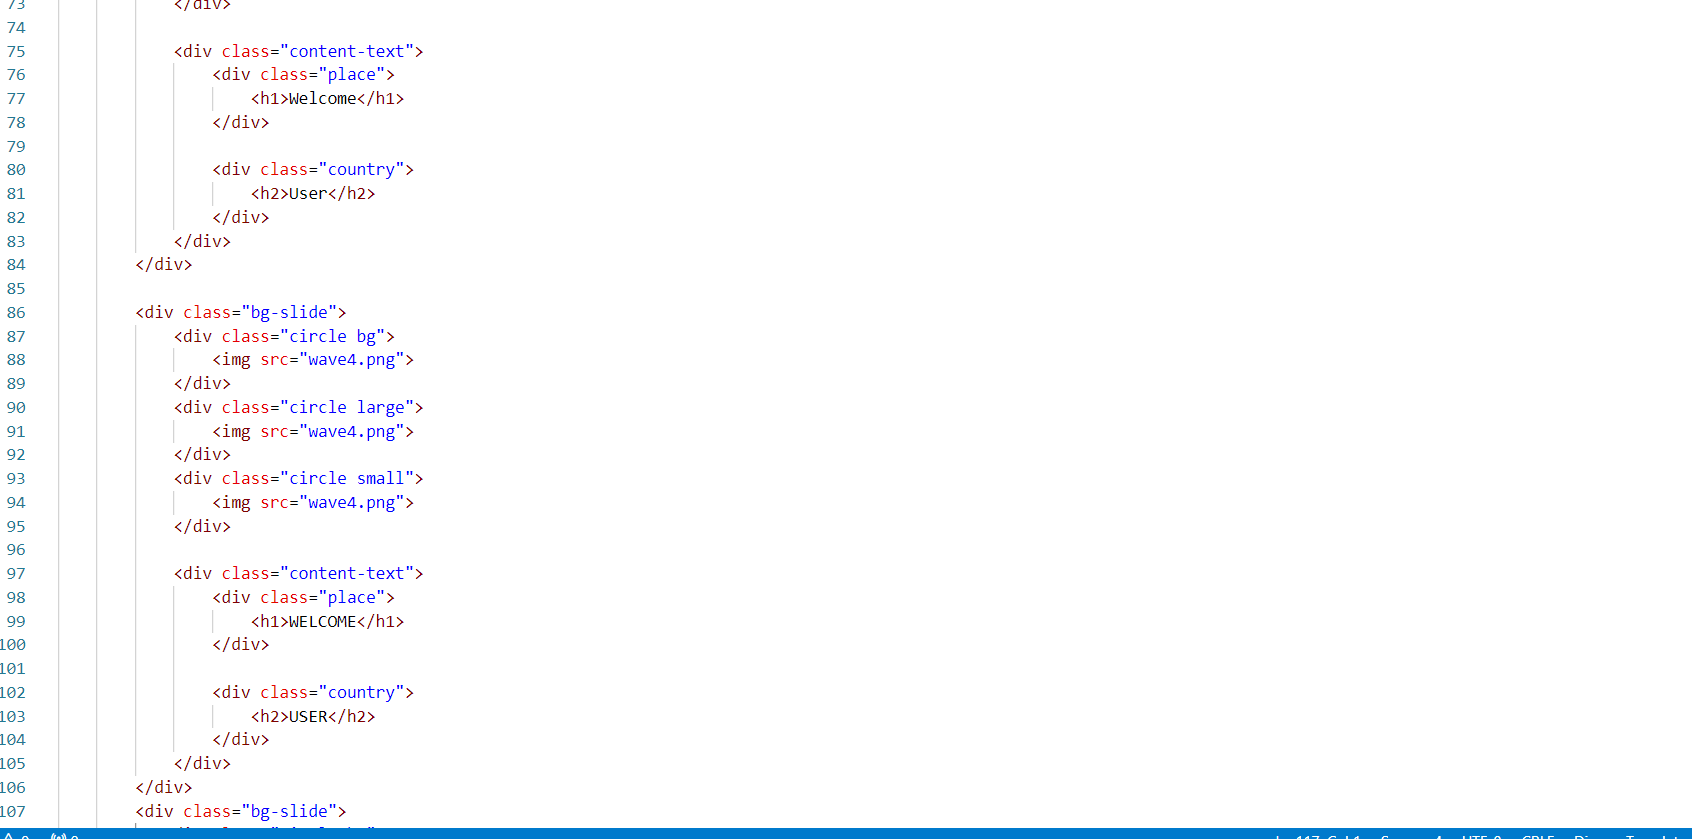 73 </div>
74
75 <div class="content-text">
76 <div class="place">
77 <h1>Welcome</h1>
78 </div>
79
80 <div class="country">
81 <h2>User</h2>
82 </div>
83 </div>
84 </div>
85
86 <div class="bg-slide">
87 <div class="circle bg">
88 <img src="wave4.png">
89 </div>
90 <div class="circle large">
91 <img src="wave4.png">
92 </div>
93 <div class="circle small">
94 <img src="wave4.png">
95 </div>
96
97 <div class="content-text">
98 <div class="place">
99 <h1>WELCOME</h1>
100 </div>
101
102 <div class="country">
103 <h2>USER</h2>
104 </div>
105 </div>
106 </div>
107 <div class="bg-slide">